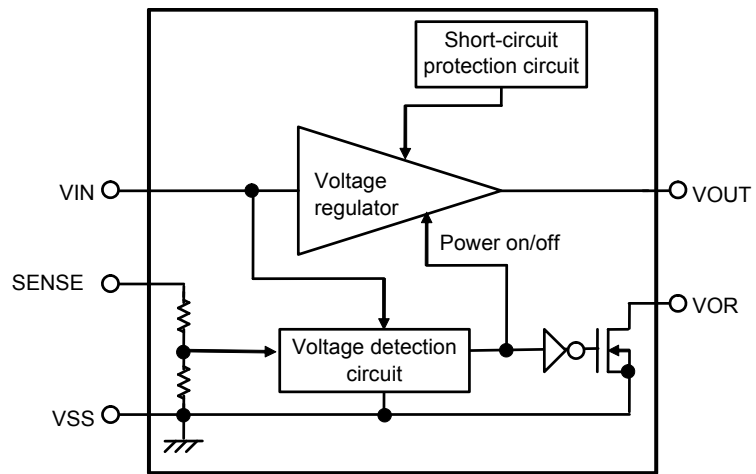 Short-circuit
protection circuit
VIN
Voltage
regulator
VOUT
Power on/off
SENSE
VOR
Voltage detection
circuit
VSS